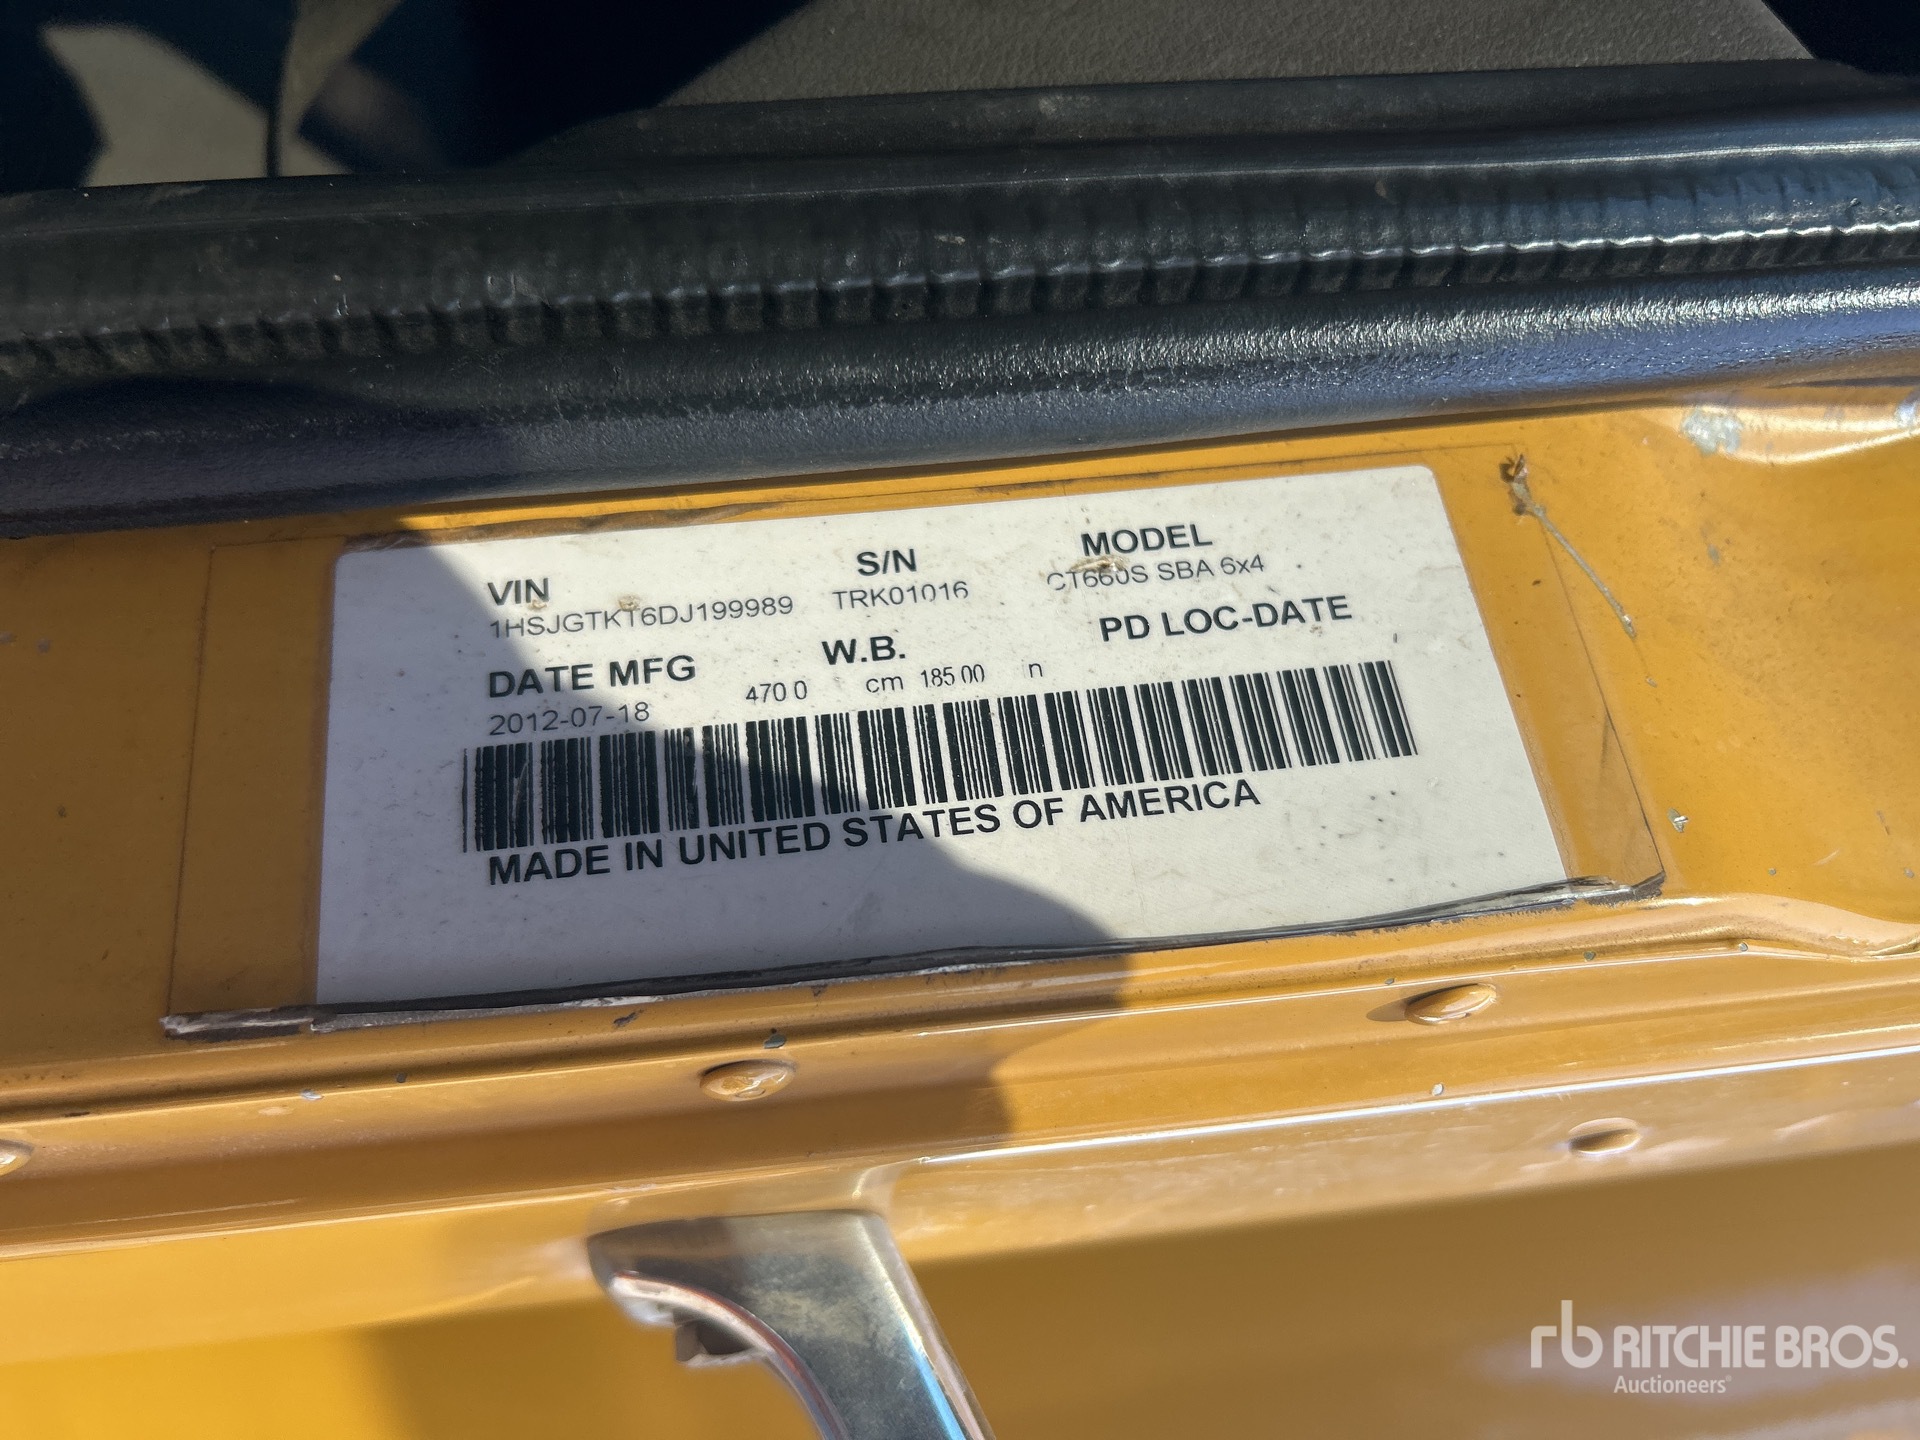 VIN S/N MODEL
1HSJGTKT6DJ199989 TRK01016 CT660S SBA 6x4
DATE MFG W.B. PD LOC-DATE
2012-07-18 470 0 cm 185 00 n
MADE IN UNITED STATES OF AMERICA
rb RITCHIE BROS.
Auctioneers